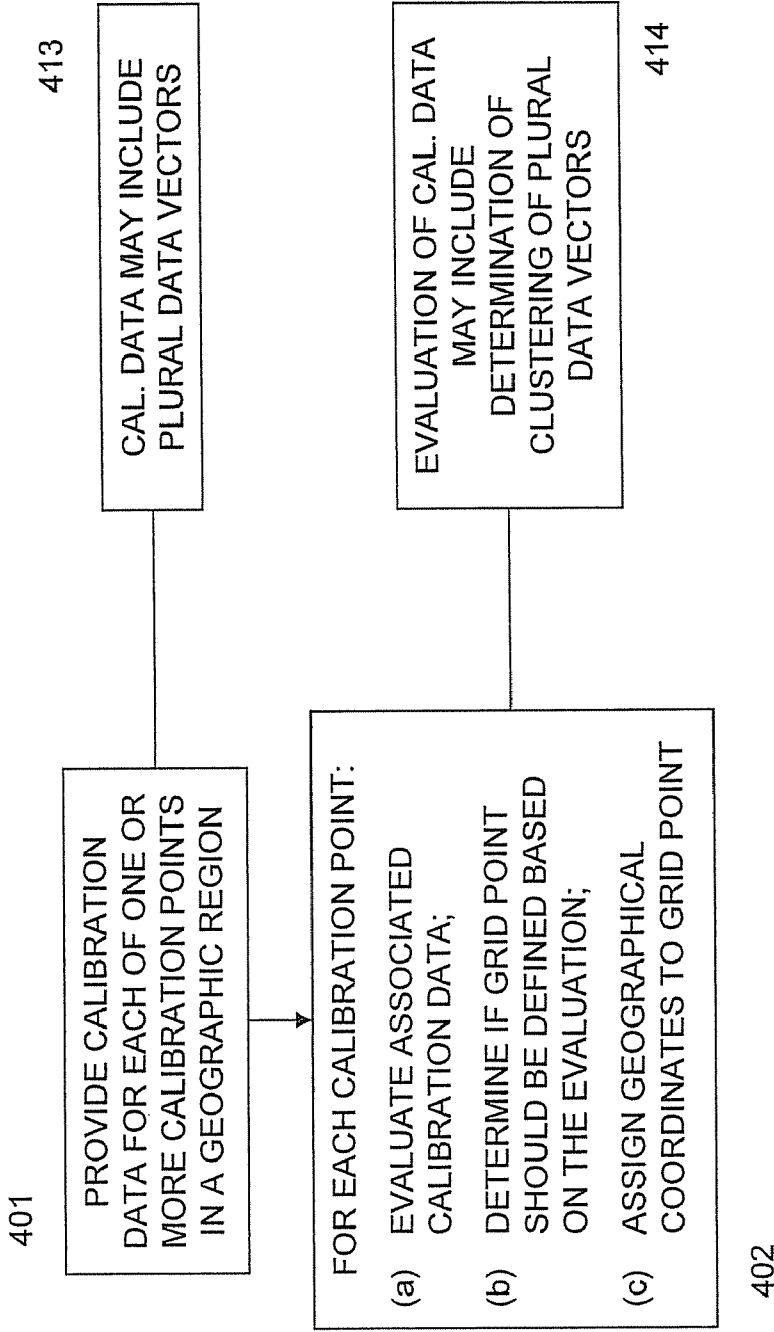 401
PROVIDE CALIBRATION
DATA FOR EACH OF ONE OR
MORE CALIBRATION POINTS
IN A GEOGRAPHIC REGION
413
CAL. DATA MAY INCLUDE
PLURAL DATA VECTORS
FOR EACH CALIBRATION POINT:
(a) EVALUATE ASSOCIATED
CALIBRATION DATA;
(b) DETERMINE IF GRID POINT
SHOULD BE DEFINED BASED
ON THE EVALUATION;
(c) ASSIGN GEOGRAPHICAL
COORDINATES TO GRID POINT
402
EVALUATION OF CAL. DATA
MAY INCLUDE
DETERMINATION OF
CLUSTERING OF PLURAL
DATA VECTORS
414